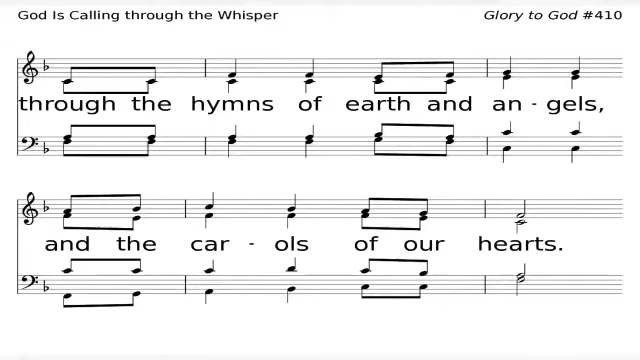 God Is Calling through the Whisper
Glory to God #410
through the hymns of earth and an - gels,
and the car - ols of our hearts.